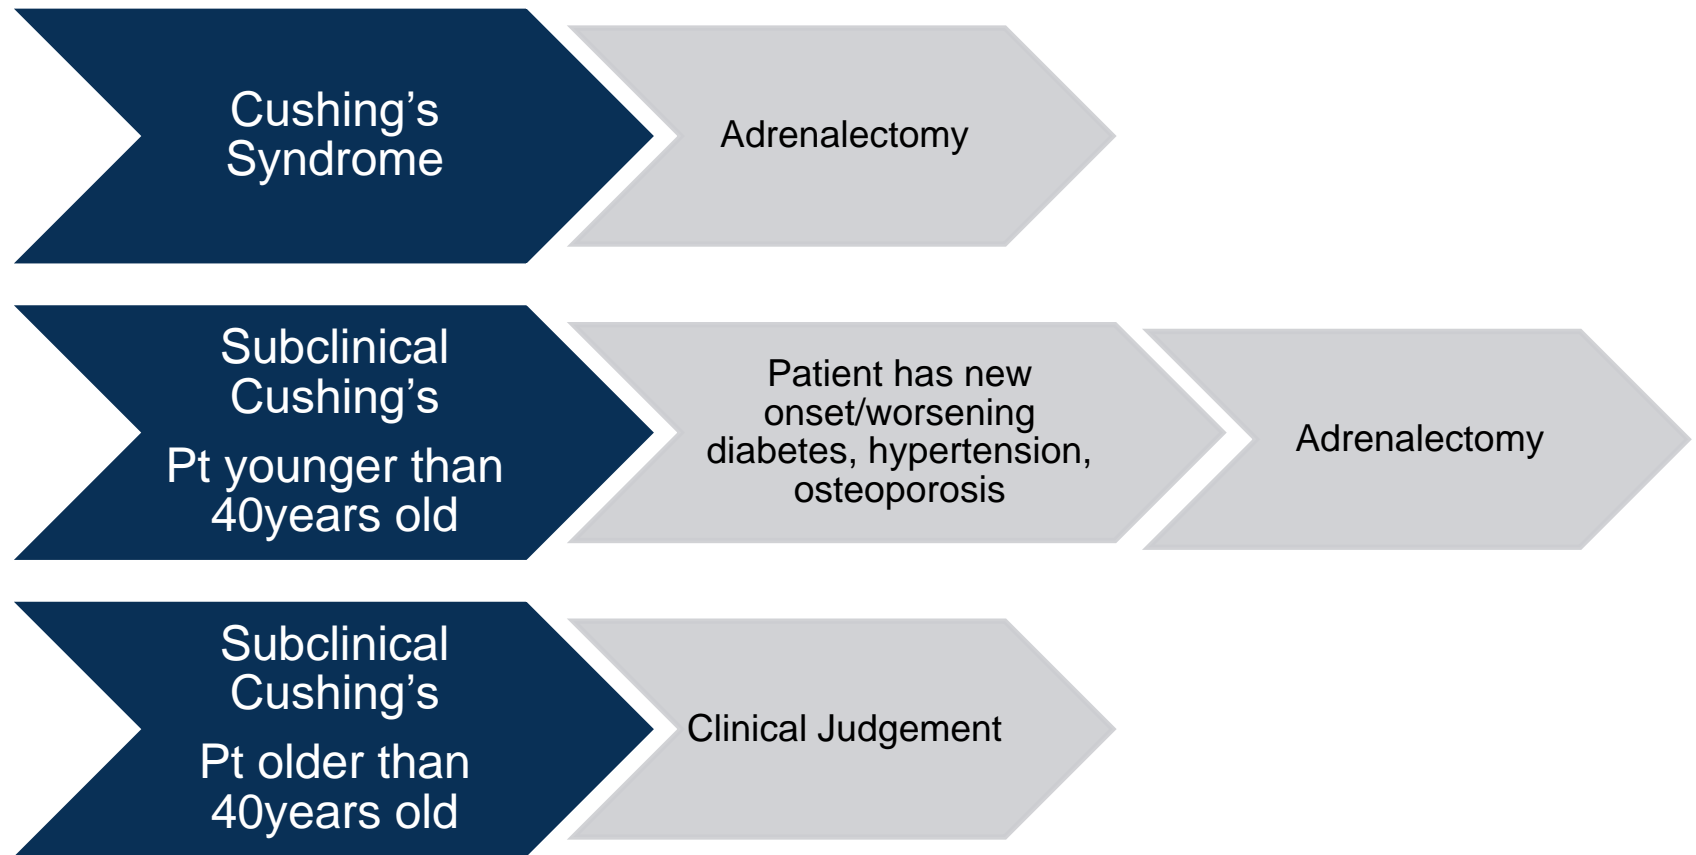 Cushing’s
Syndrome
Adrenalectomy
Subclinical
Cushing’s
Pt younger than
40years old
Patient has new
onset/worsening
diabetes, hypertension,
osteoporosis
Adrenalectomy
Subclinical
Cushing’s
Pt older than
40years old
Clinical Judgement